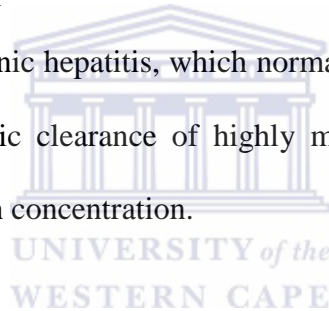 nic hepatitis, which norma
ic clearance of highly m
n concentration.
UNIVERSITY of the
WESTERN CAPE